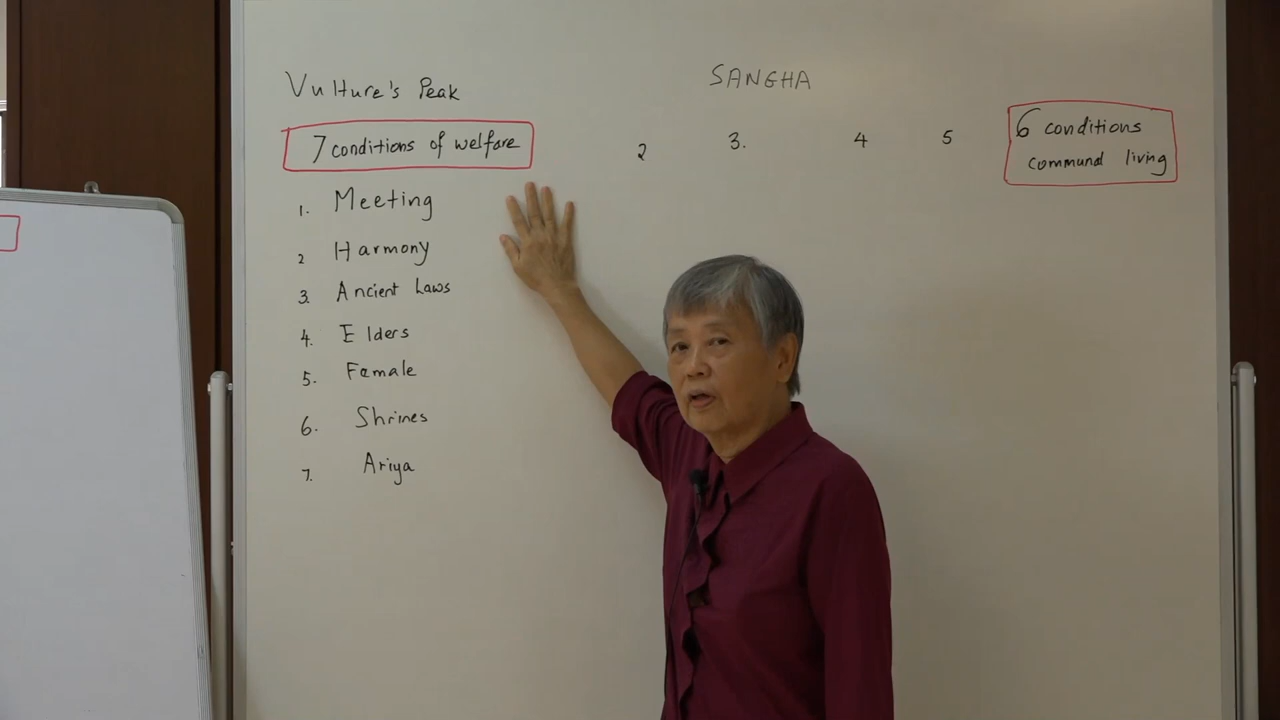 Vulture's Peak
7 conditions of welfare
1. Meeting
2 Harmony
3. Ancient Laws
4. Elders
5. Famale
6. Shrines
7. Ariya
SANGHA
2 3. 4 5
6 conditions
communal living